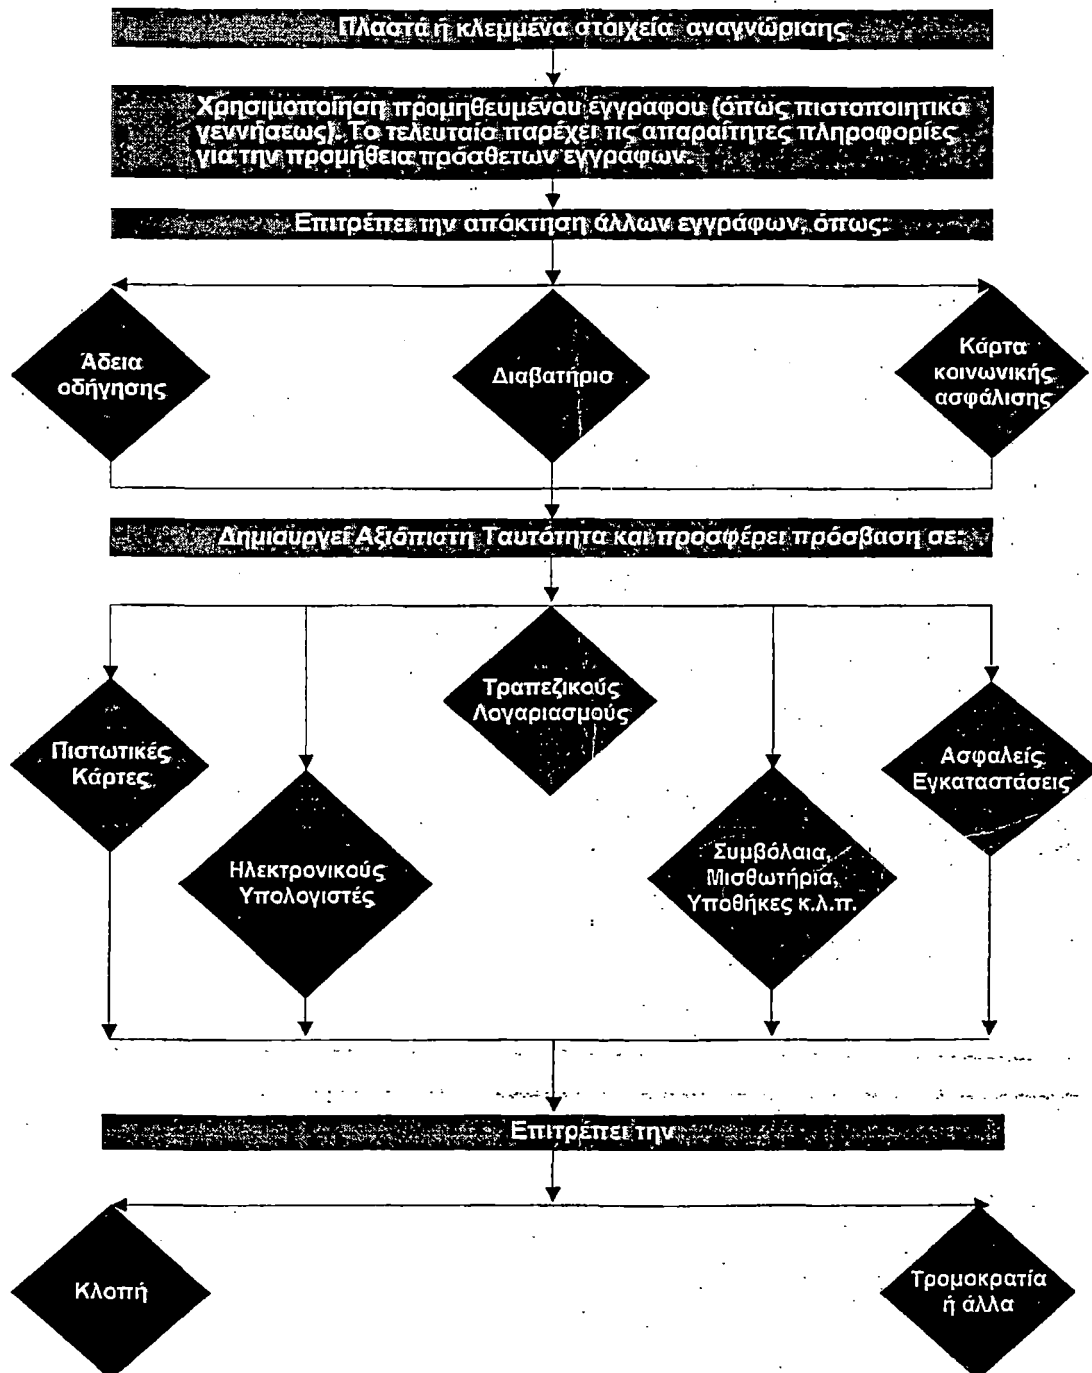 Πλαστά ή κλεμμένα στοιχεία αναγνώρισης
Χρησιμοποίηση προμηθευμένου έγγραφου (όπως πιστοποιητικό
γεννήσεως). Το τελευταίο παρέχει τις απαραίτητες πληροφορίες
για την προμήθεια πρόσθετων εγγράφων.
Επιτρέπει την απόκτηση άλλων εγγράφων, όπως:
Άδεια
οδήγησης
Διαβατήριο
Κάρτα
κοινωνικής
ασφάλισης
Δημιουργεί Αξιόπιστη Ταυτότητα και προσφέρει πρόσβαση σε:
Πιστωτικές
Κάρτες
Ηλεκτρονικούς
Υπολογιστές
Τραπεζικούς
Λογαριασμούς
Συμβόλαια,
Μισθωτήρια,
Υποθήκες κ.λ.π.
Ασφαλείς
Εγκαταστάσεις
Επιτρέπει την
Κλοπή
Τρομοκρατία
ή άλλα